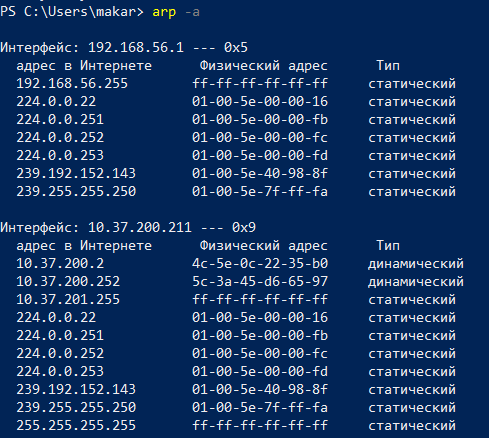 PS C:\Users\makar> arp -a
Интерфейс: 192.168.56.1 --- 0x5
адрес в Интернете Физический адрес Тип
192.168.56.255 ff-ff-ff-ff-ff-ff статический
224.0.0.22 01-00-5e-00-00-16 статический
224.0.0.251 01-00-5e-00-00-fb статический
224.0.0.252 01-00-5e-00-00-fc статический
224.0.0.253 01-00-5e-00-00-fd статический
239.192.152.143 01-00-5e-40-98-8f статический
239.255.255.250 01-00-5e-7f-ff-fa статический
Интерфейс: 10.37.200.211 --- 0x9
адрес в Интернете Физический адрес Тип
10.37.200.2 4c-5e-0c-22-35-b0 динамический
10.37.200.252 5c-3a-45-d6-65-97 динамический
10.37.201.255 ff-ff-ff-ff-ff-ff статический
224.0.0.22 01-00-5e-00-00-16 статический
224.0.0.251 01-00-5e-00-00-fb статический
224.0.0.252 01-00-5e-00-00-fc статический
224.0.0.253 01-00-5e-00-00-fd статический
239.192.152.143 01-00-5e-40-98-8f статический
239.255.255.250 01-00-5e-7f-ff-fa статический
255.255.255.255 ff-ff-ff-ff-ff-ff статический